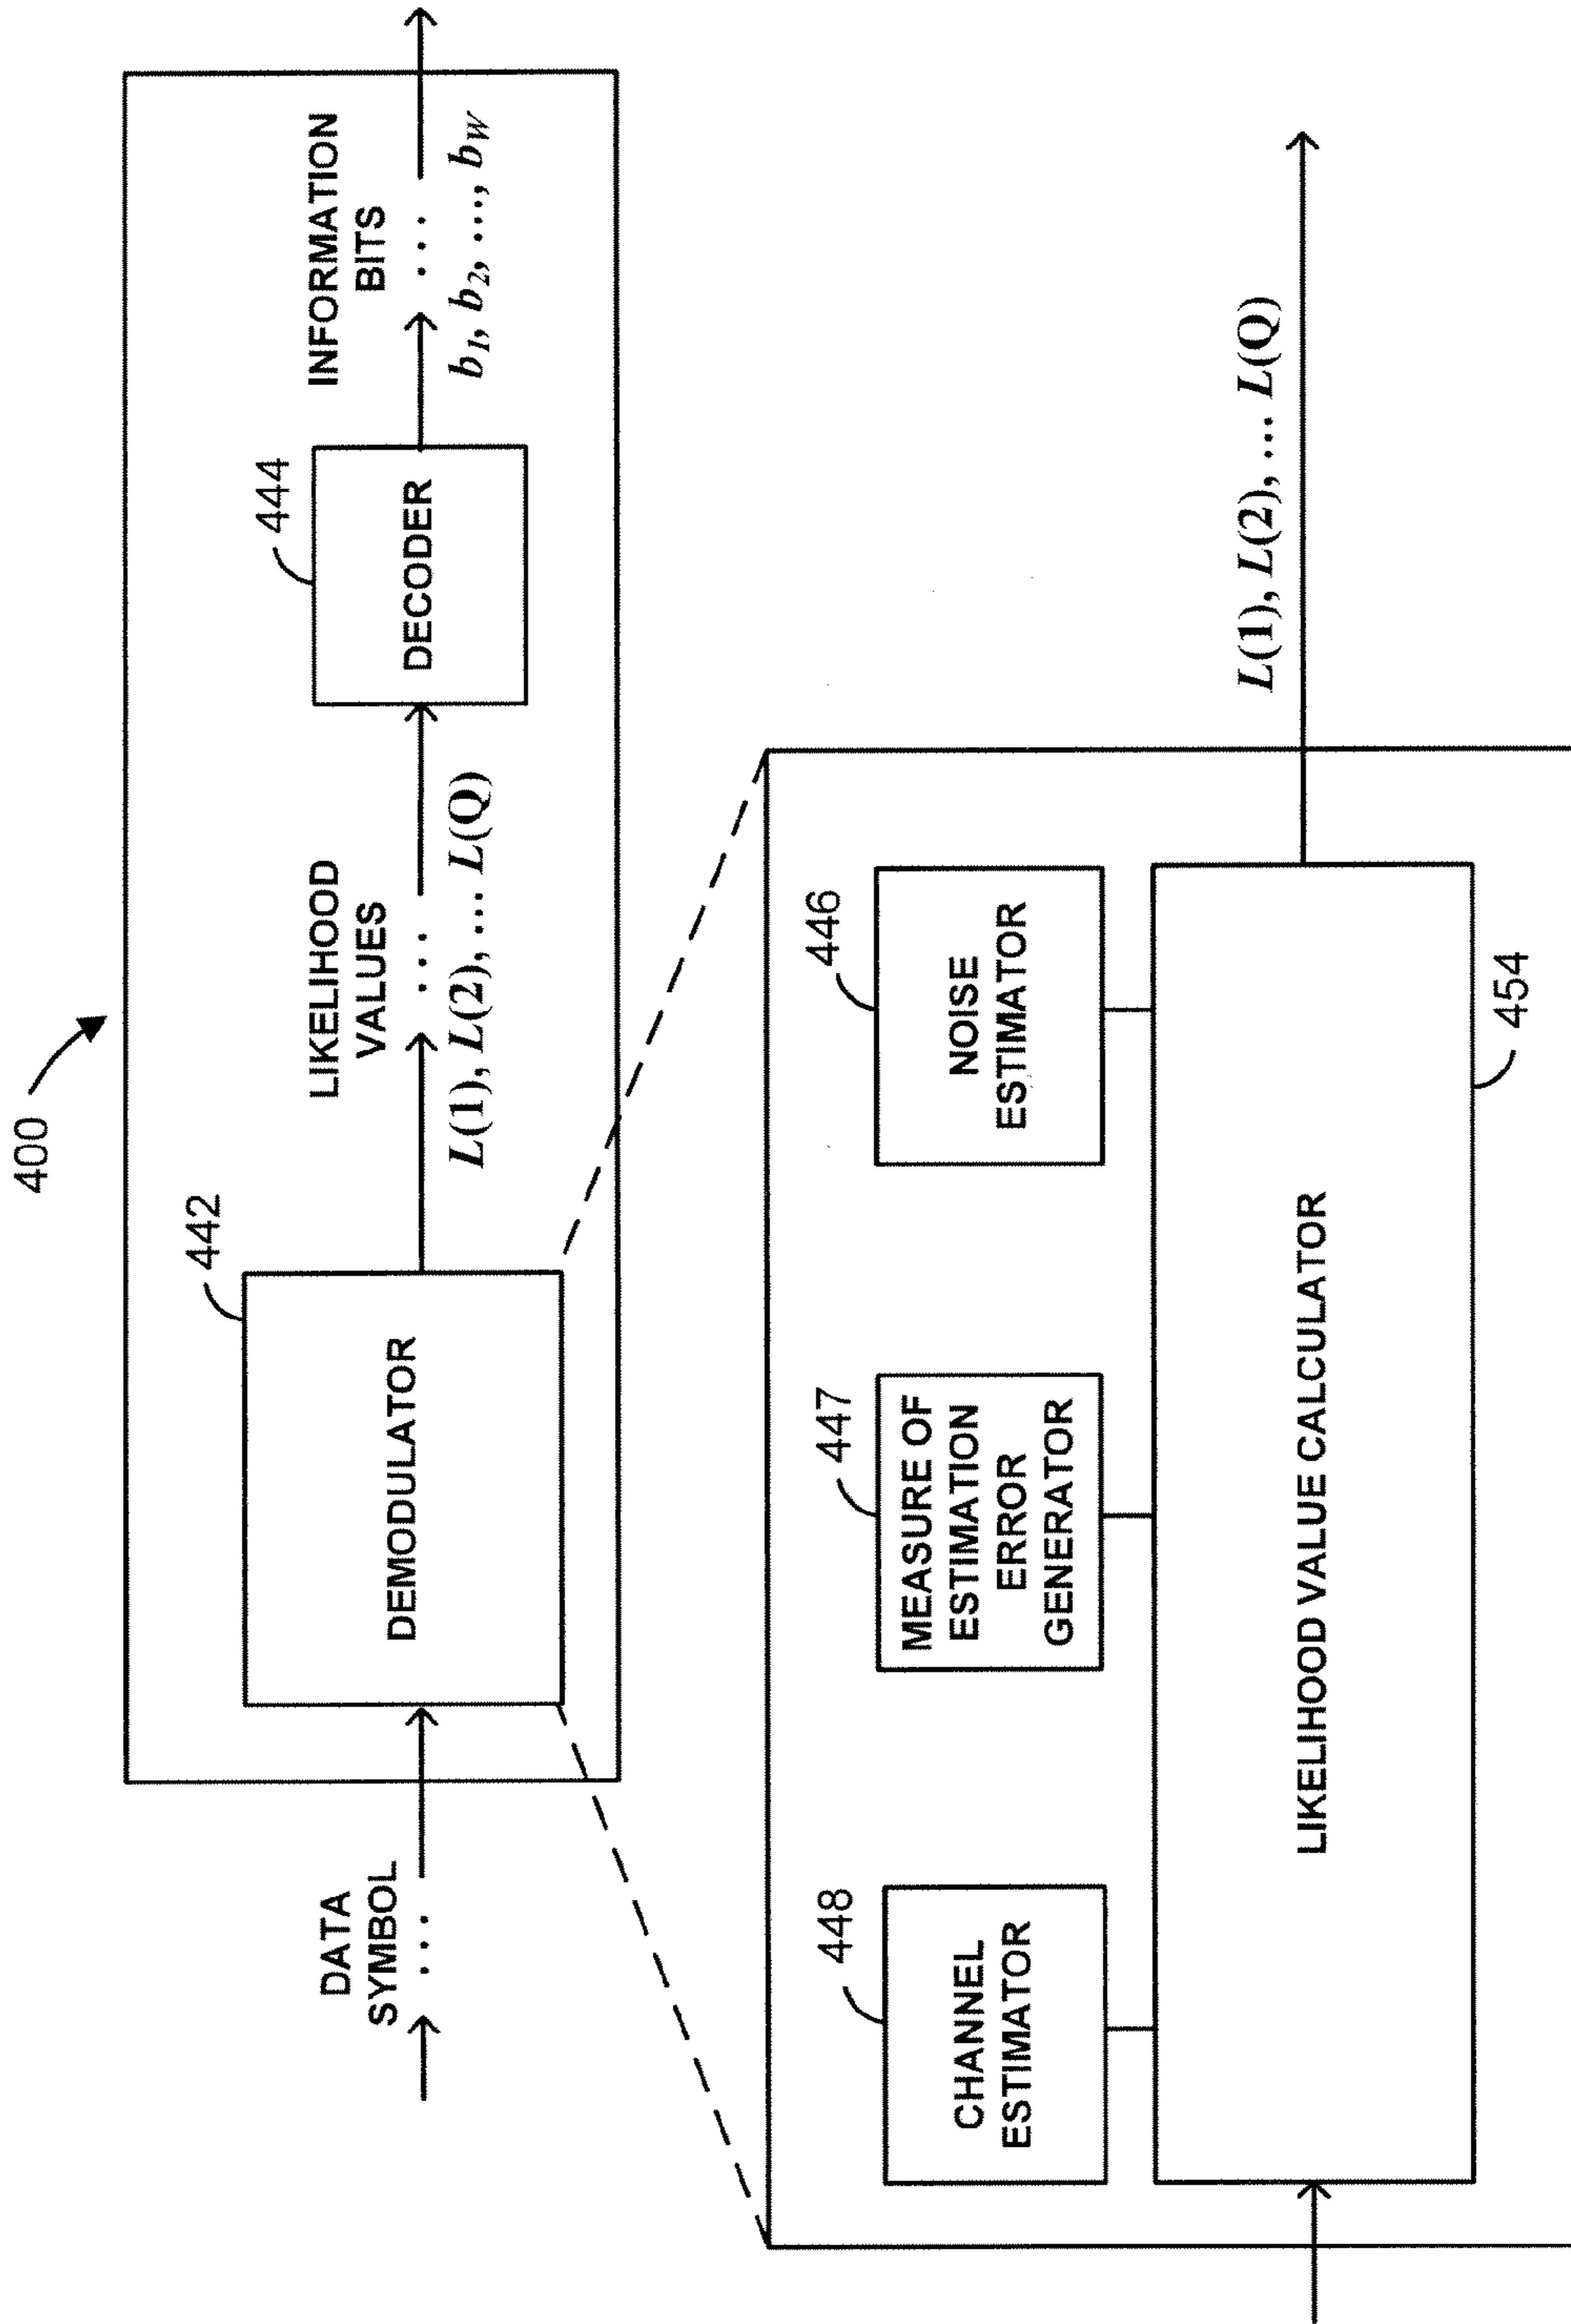 400
DATA
SYMBOL
...
442
DEMODULATOR
LIKELIHOOD
VALUES
...
L(1), L(2), ... L(Q)
444
DECODER
INFORMATION
BITS
...
b1, b2, ..., bW
448
CHANNEL
ESTIMATOR
447
MEASURE OF
ESTIMATION
ERROR
GENERATOR
446
NOISE
ESTIMATOR
LIKELIHOOD VALUE CALCULATOR
454
L(1), L(2), ... L(Q)